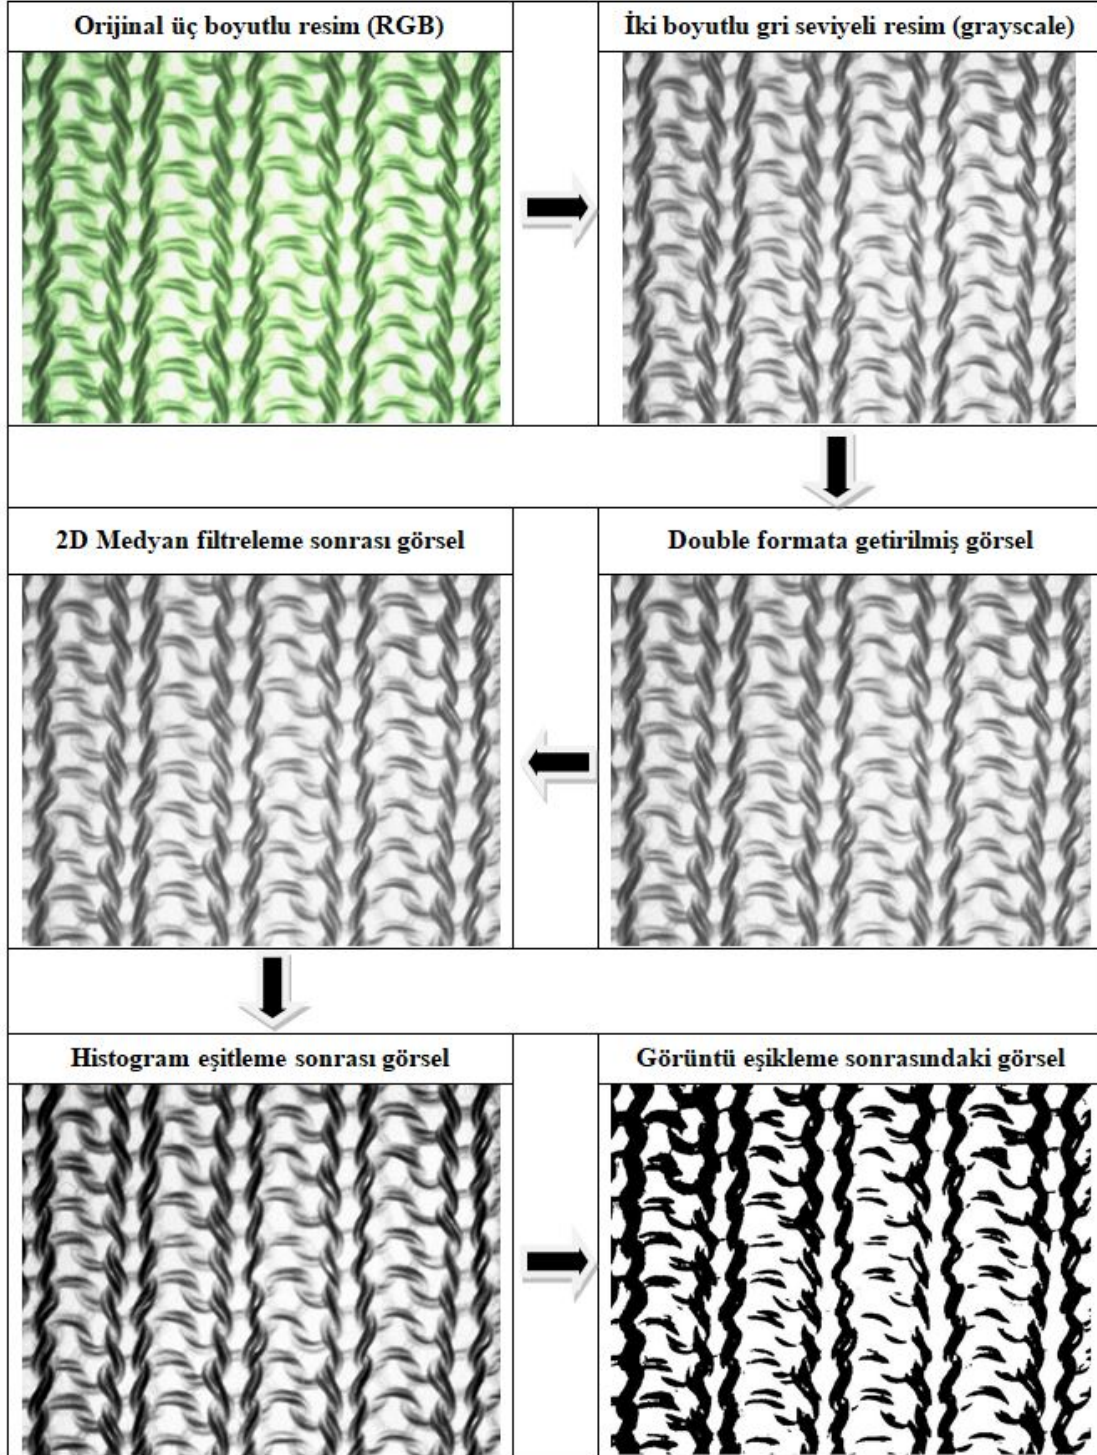 Orijinal üç boyutlu resim (RGB)
İki boyutlu gri seviyeli resim (grayscale)
2D Medyan filtreleme sonrası görsel
Double formata getirilmiş görsel
Histogram eşitleme sonrası görsel
Görüntü eşikleme sonrasındaki görsel